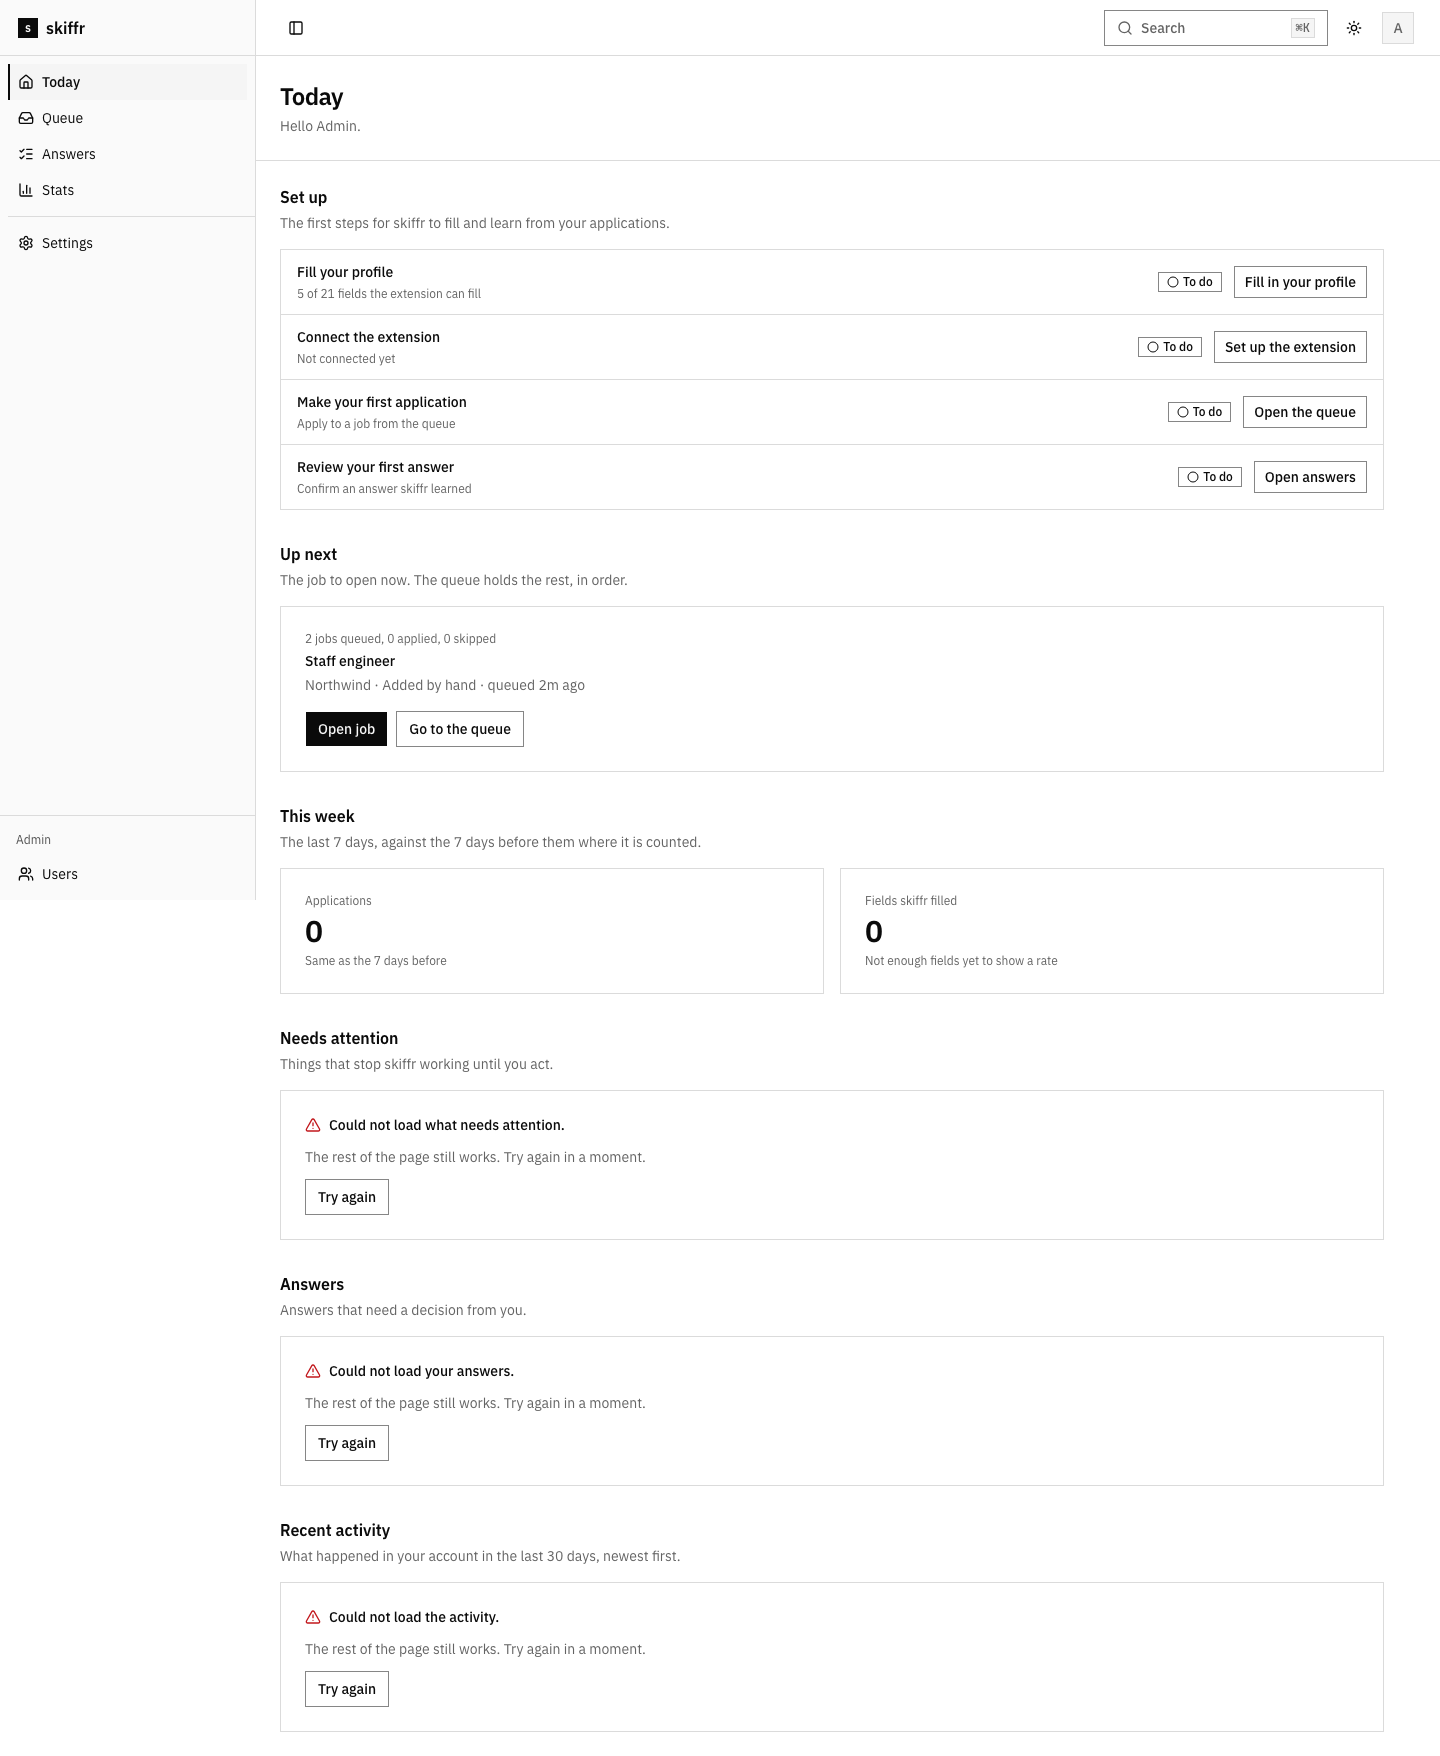 s skiffr
Search ⌘K
A
Today
Queue
Answers
Stats
Settings
Admin
Users
Today
Hello Admin.
Set up
The first steps for skiffr to fill and learn from your applications.
Fill your profile
5 of 21 fields the extension can fill
To do
Fill in your profile
Connect the extension
Not connected yet
To do
Set up the extension
Make your first application
Apply to a job from the queue
To do
Open the queue
Review your first answer
Confirm an answer skiffr learned
To do
Open answers
Up next
The job to open now. The queue holds the rest, in order.
2 jobs queued, 0 applied, 0 skipped
Staff engineer
Northwind · Added by hand · queued 2m ago
Open job
Go to the queue
This week
The last 7 days, against the 7 days before them where it is counted.
Applications
0
Same as the 7 days before
Fields skiffr filled
0
Not enough fields yet to show a rate
Needs attention
Things that stop skiffr working until you act.
Could not load what needs attention.
The rest of the page still works. Try again in a moment.
Try again
Answers
Answers that need a decision from you.
Could not load your answers.
The rest of the page still works. Try again in a moment.
Try again
Recent activity
What happened in your account in the last 30 days, newest first.
Could not load the activity.
The rest of the page still works. Try again in a moment.
Try again